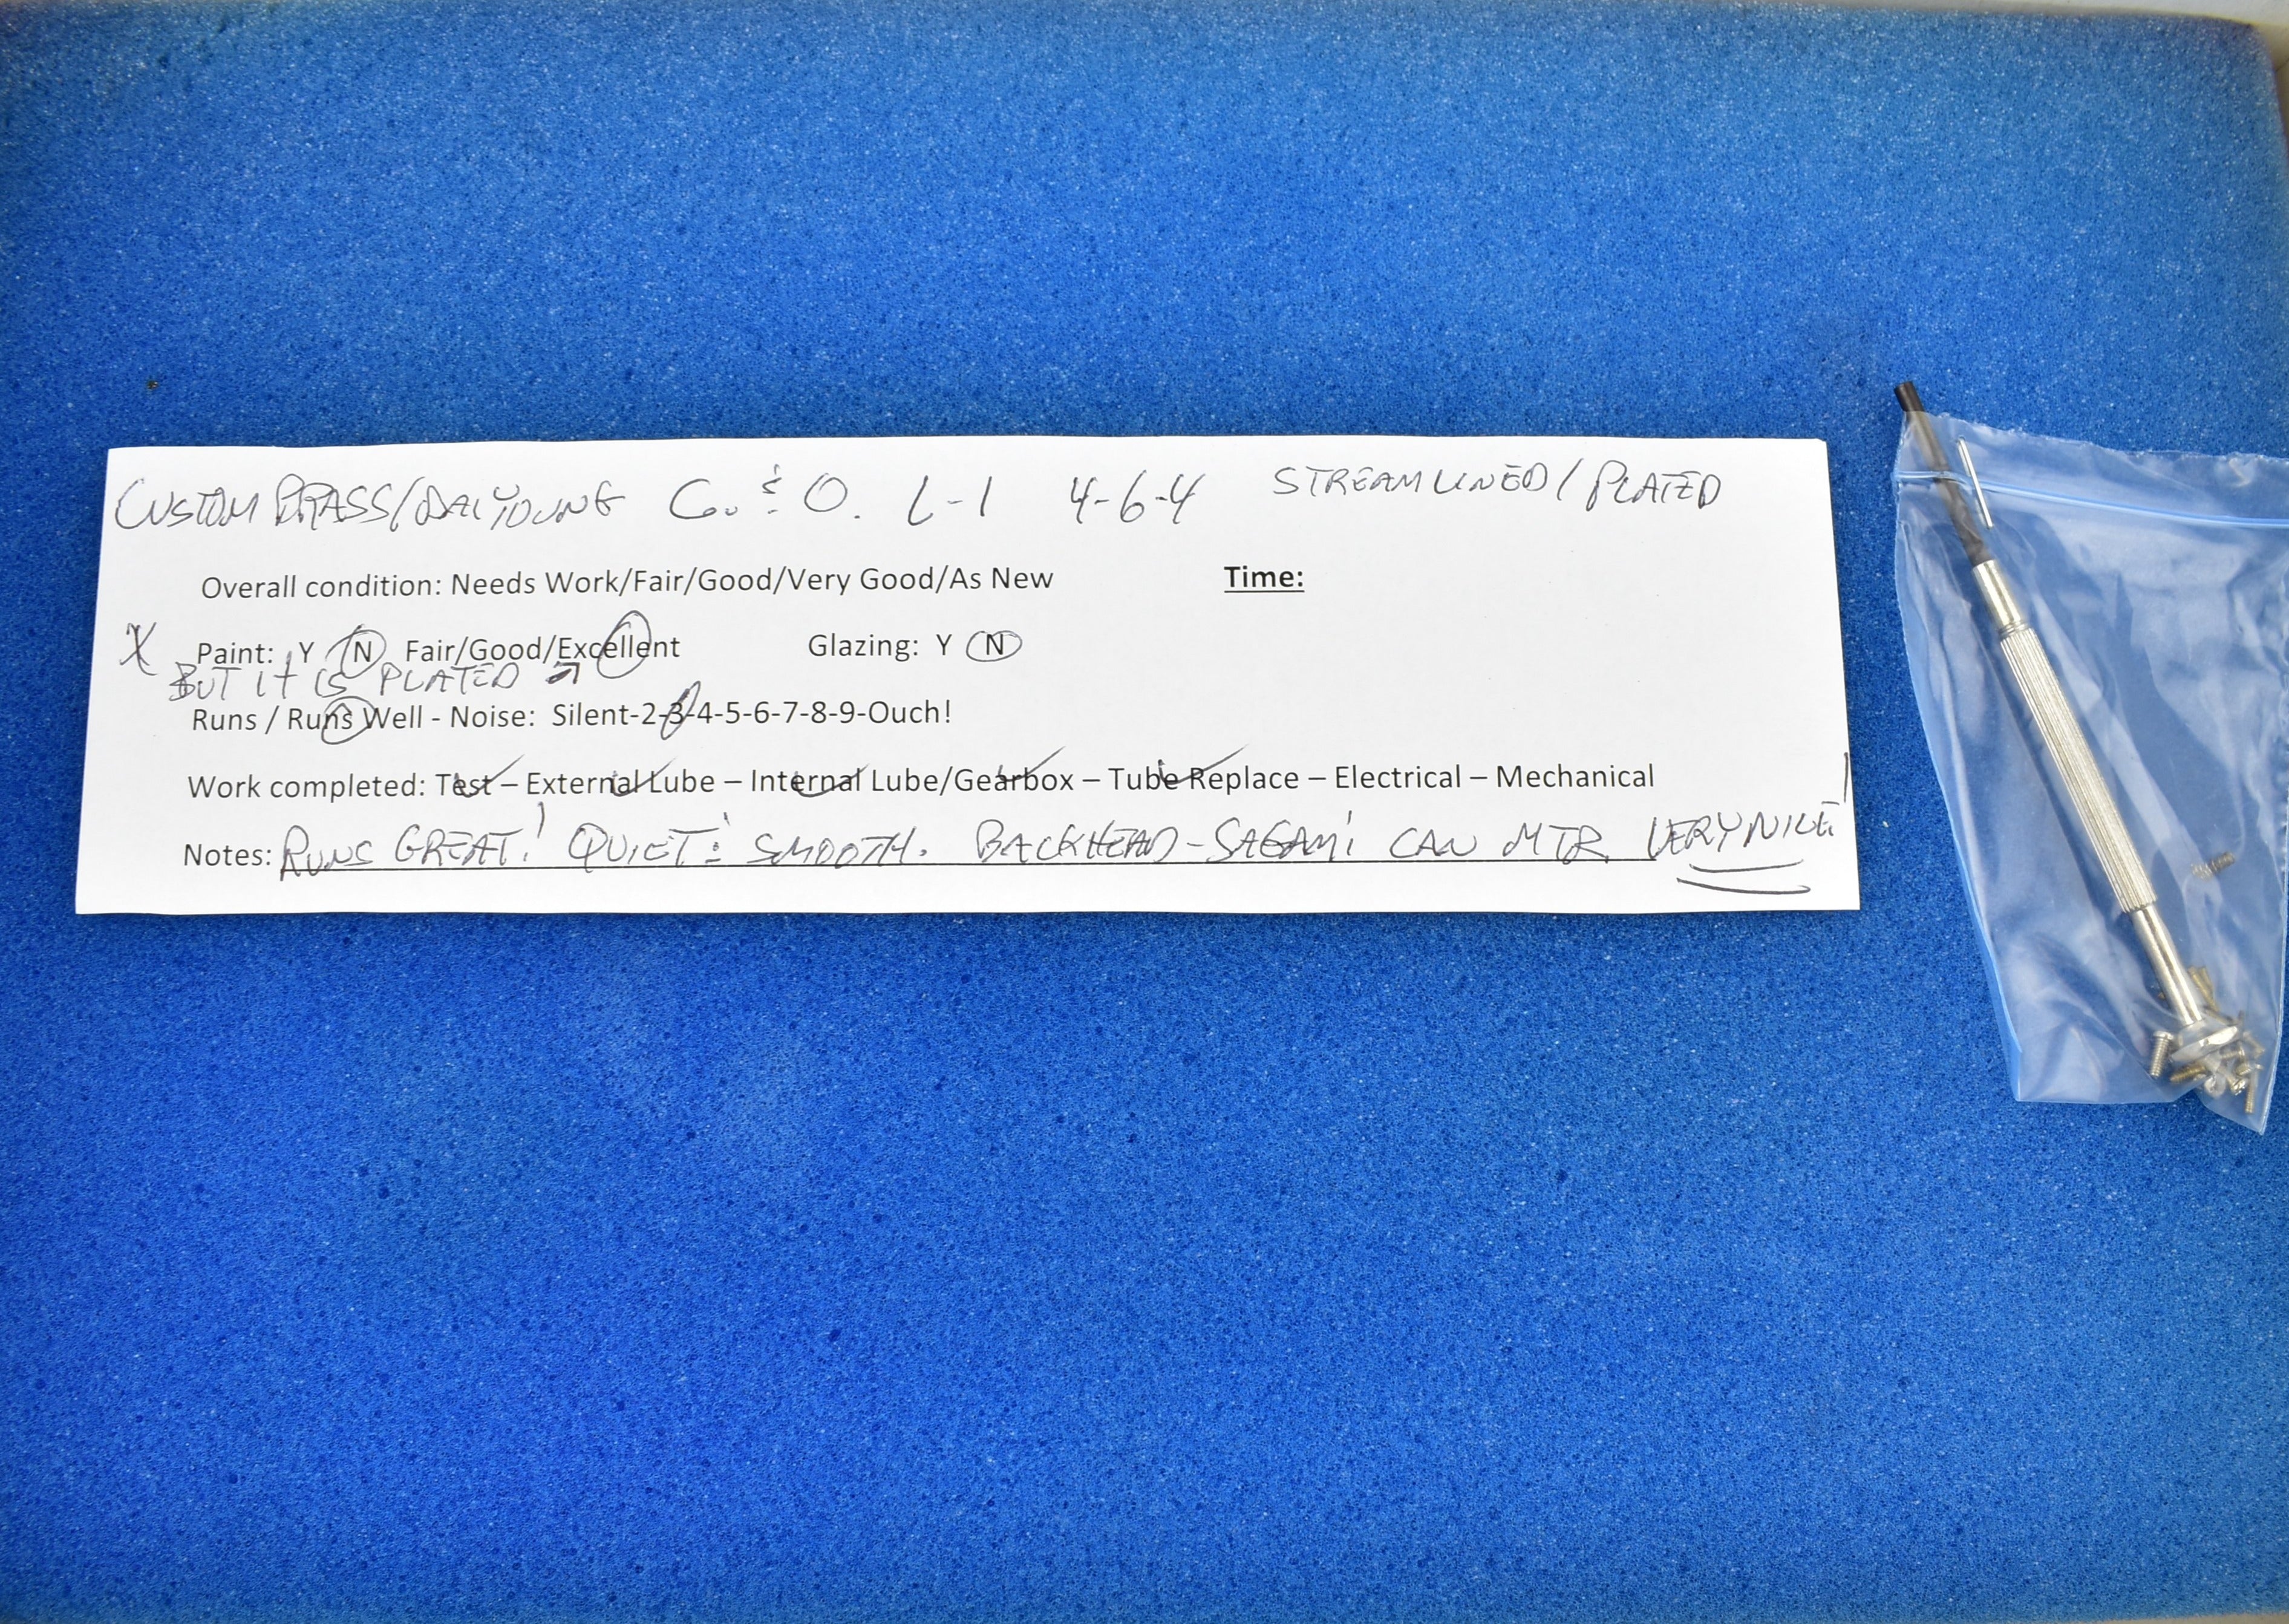 CUSTOM BRASS/DAI YOUNG C. & O. L-1 4-6-4 STREAMLINED/PLATED
Overall condition: Needs Work/Fair/Good/Very Good/As New Time:
X Paint: Y N Fair/Good/Excellent Glazing: Y N
BUT IT IS PLATED
Runs / Runs Well - Noise: Silent-2-3-4-5-6-7-8-9-Ouch!
Work completed: Test – External Lube – Internal Lube/Gearbox – Tube Replace – Electrical – Mechanical
Notes: RUNS GREAT! QUIET & SMOOTH. BACKHEAD - SAGAMI CAN MTR VERY NICE!